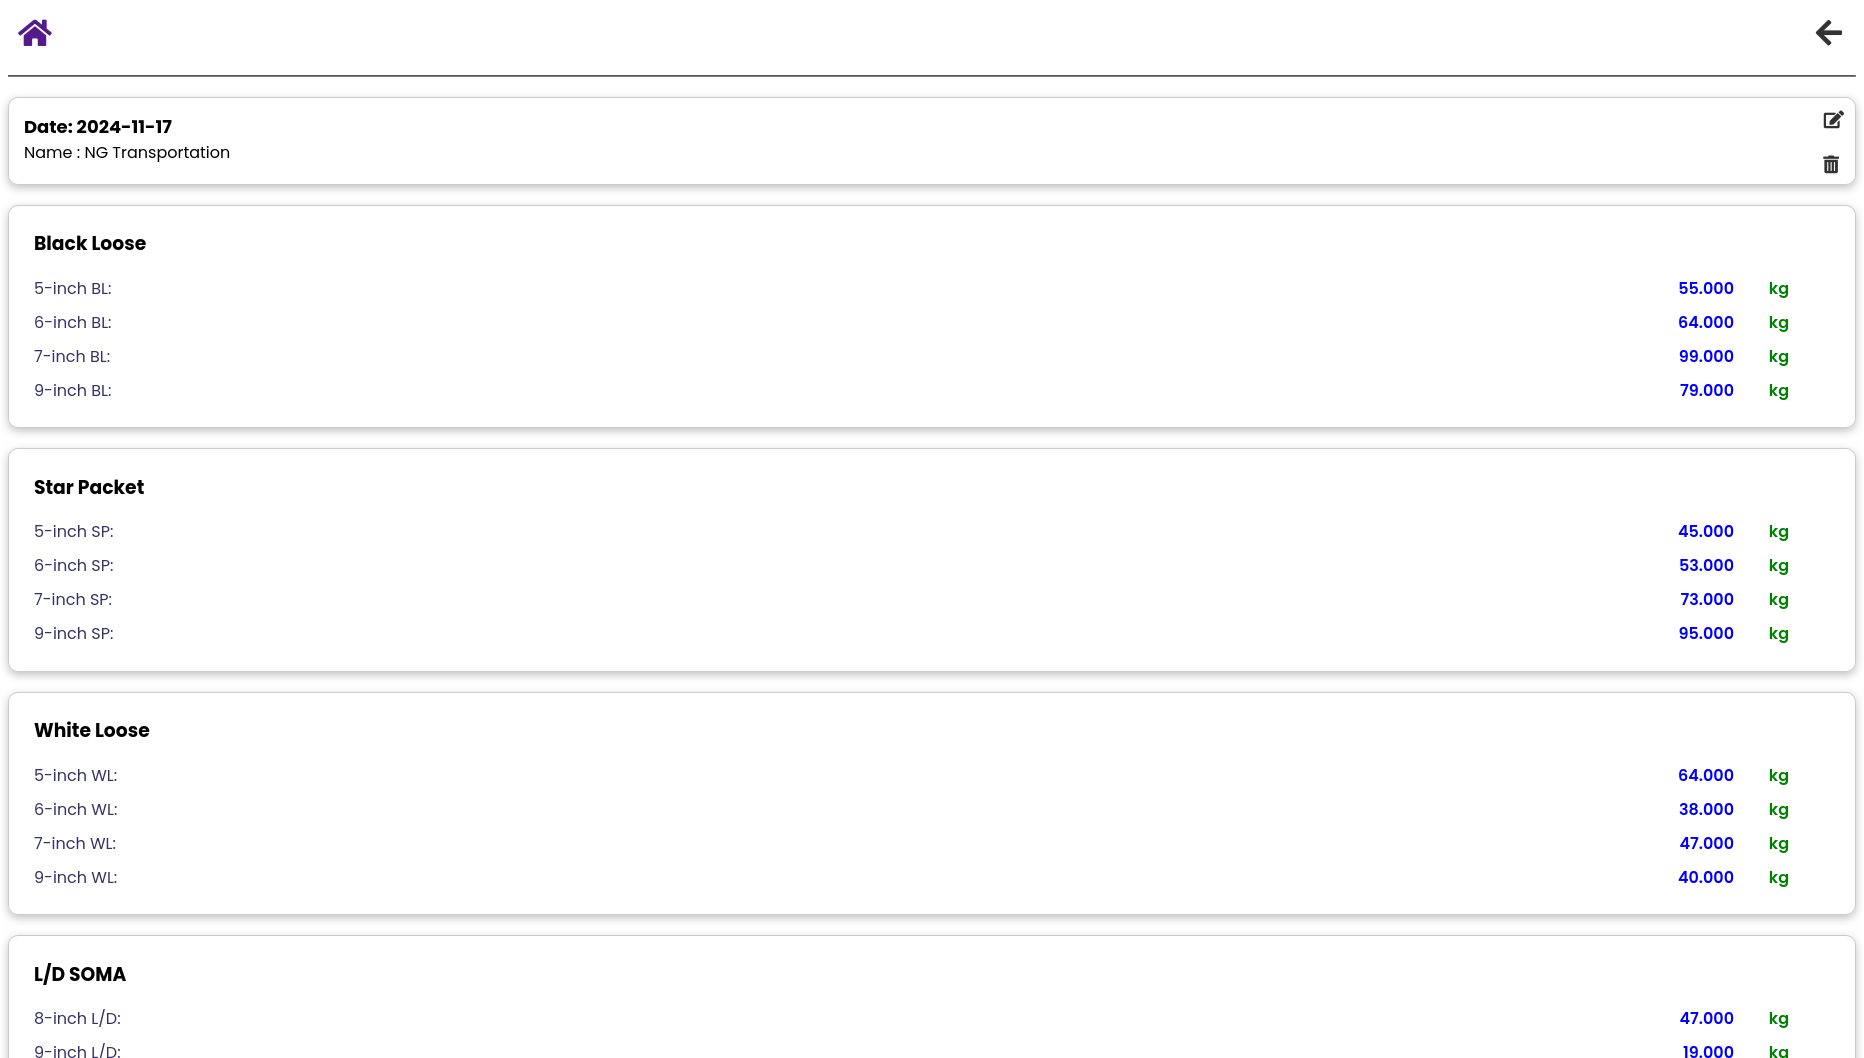 Date: 2024-11-17
Name : NG Transportation
Black Loose
5-inch BL: 55.000 kg
6-inch BL: 64.000 kg
7-inch BL: 99.000 kg
9-inch BL: 79.000 kg
Star Packet
5-inch SP: 45.000 kg
6-inch SP: 53.000 kg
7-inch SP: 73.000 kg
9-inch SP: 95.000 kg
White Loose
5-inch WL: 64.000 kg
6-inch WL: 38.000 kg
7-inch WL: 47.000 kg
9-inch WL: 40.000 kg
L/D SOMA
8-inch L/D: 47.000 kg
9-inch L/D: 19.000 kg